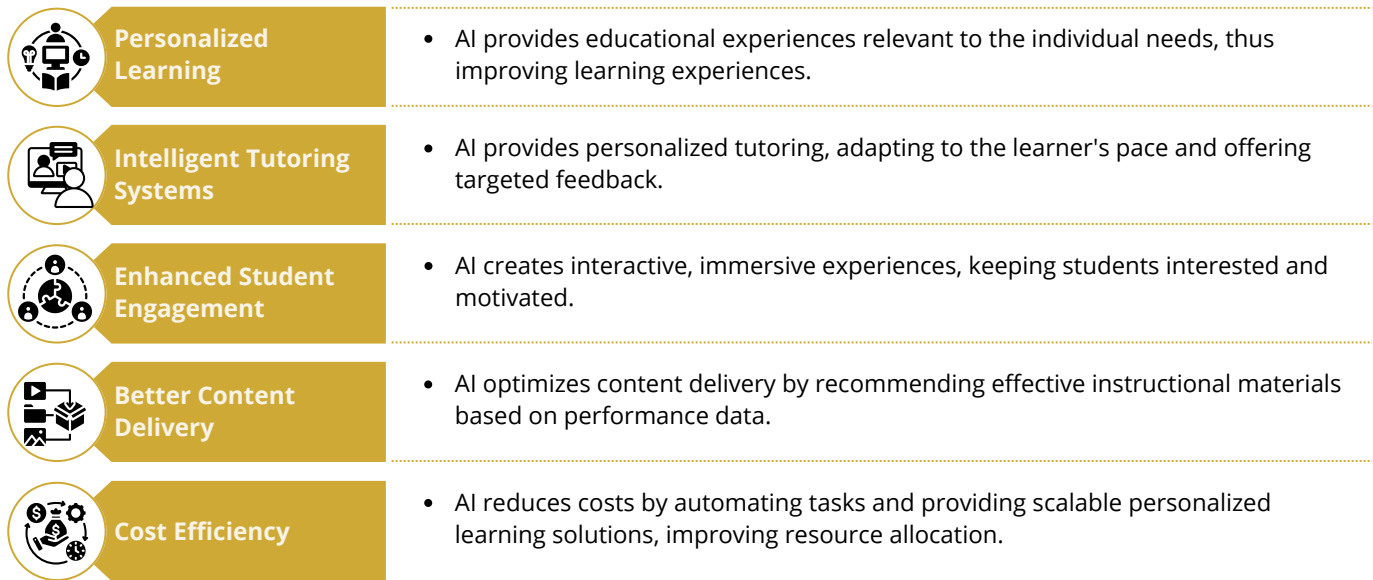 Personalized
Learning
• AI provides educational experiences relevant to the individual needs, thus
improving learning experiences.
Intelligent Tutoring
Systems
• AI provides personalized tutoring, adapting to the learner's pace and offering
targeted feedback.
Enhanced Student
Engagement
• AI creates interactive, immersive experiences, keeping students interested and
motivated.
Better Content
Delivery
• AI optimizes content delivery by recommending effective instructional materials
based on performance data.
Cost Efficiency
• AI reduces costs by automating tasks and providing scalable personalized
learning solutions, improving resource allocation.